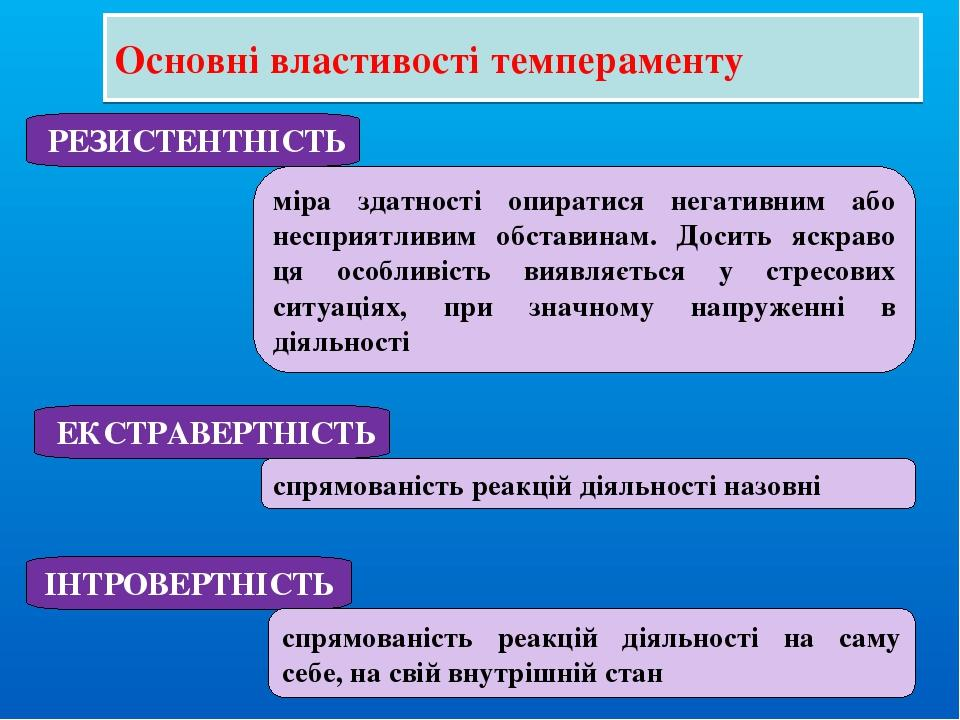 Основні властивості темпераменту
РЕЗИСТЕНТНІСТЬ
міра здатності опиратися негативним або
несприятливим обставинам. Досить яскраво
ця особливість виявляється у стресових
ситуаціях, при значному напруженні в
діяльності
ЕКСТРАВЕРТНІСТЬ
спрямованість реакцій діяльності назовні
ІНТРОВЕРТНІСТЬ
спрямованість реакцій діяльності на саму
себе, на свій внутрішній стан